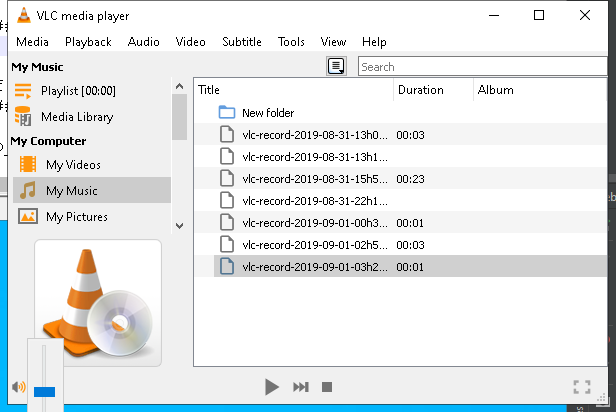 VLC media player
Media Playback Audio Video Subtitle Tools View Help
My Music
Search
Playlist [00:00]
Media Library
My Computer
My Videos
My Music
My Pictures
Title Duration Album
New folder
vlc-record-2019-08-31-13h0... 00:03
vlc-record-2019-08-31-13h1...
vlc-record-2019-08-31-15h5... 00:23
vlc-record-2019-08-31-22h1...
vlc-record-2019-09-01-00h3... 00:01
vlc-record-2019-09-01-02h5... 00:03
vlc-record-2019-09-01-03h2... 00:01